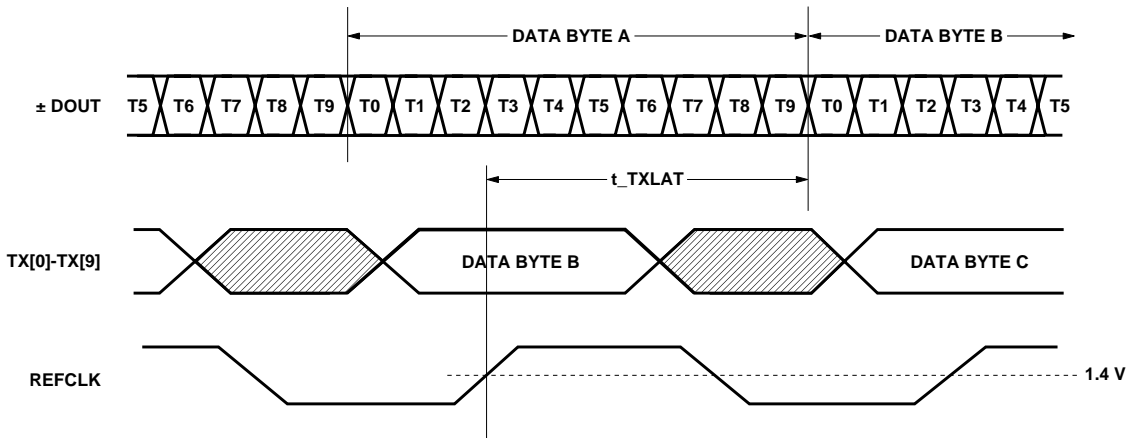 DATA BYTE A DATA BYTE B
± DOUT T5 T6 T7 T8 T9 T0 T1 T2 T3 T4 T5 T6 T7 T8 T9 T0 T1 T2 T3 T4 T5
t_TXLAT
TX[0]-TX[9] DATA BYTE B DATA BYTE C
REFCLK 1.4 V